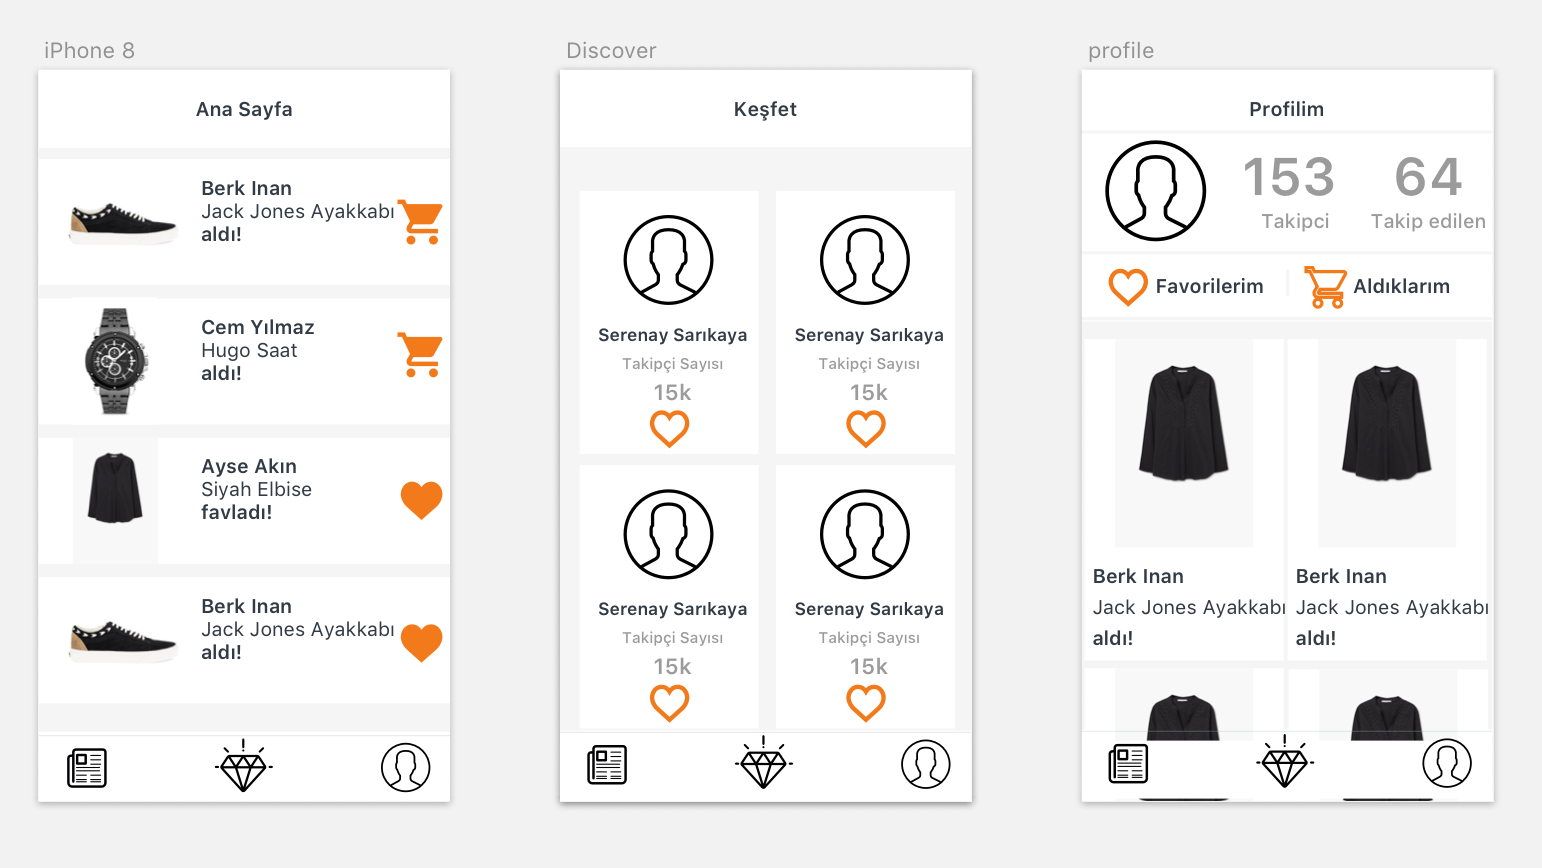 iPhone 8
Ana Sayfa
Berk Inan
Jack Jones Ayakkabı
aldı!
Cem Yılmaz
Hugo Saat
aldı!
Ayse Akın
Siyah Elbise
favladı!
Berk Inan
Jack Jones Ayakkabı
aldı!
Discover
Keşfet
Serenay Sarıkaya
Takipçi Sayısı
15k
Serenay Sarıkaya
Takipçi Sayısı
15k
Serenay Sarıkaya
Takipçi Sayısı
15k
Serenay Sarıkaya
Takipçi Sayısı
15k
profile
Profilim
153 64
Takipci Takip edilen
Favorilerim Aldıklarım
Berk Inan
Jack Jones Ayakkabı
aldı!
Berk Inan
Jack Jones Ayakkabı
aldı!